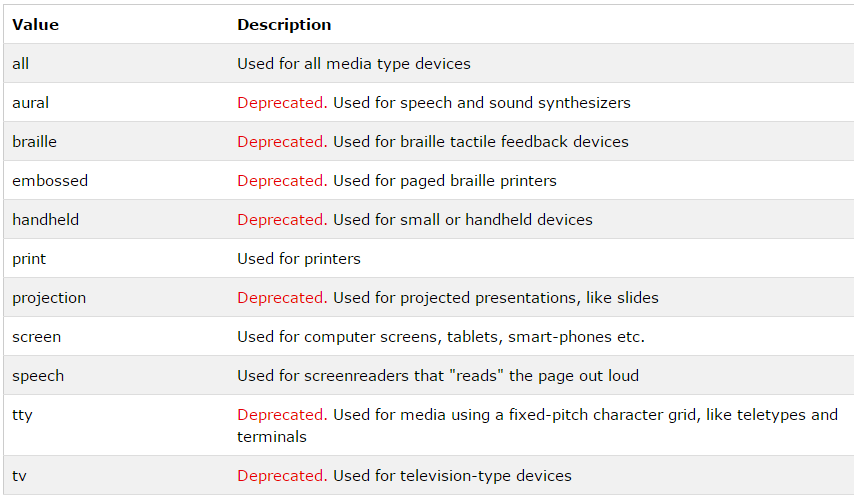 Value Description
all Used for all media type devices
aural Deprecated. Used for speech and sound synthesizers
braille Deprecated. Used for braille tactile feedback devices
embossed Deprecated. Used for paged braille printers
handheld Deprecated. Used for small or handheld devices
print Used for printers
projection Deprecated. Used for projected presentations, like slides
screen Used for computer screens, tablets, smart-phones etc.
speech Used for screenreaders that "reads" the page out loud
tty Deprecated. Used for media using a fixed-pitch character grid, like teletypes and
terminals
tv Deprecated. Used for television-type devices